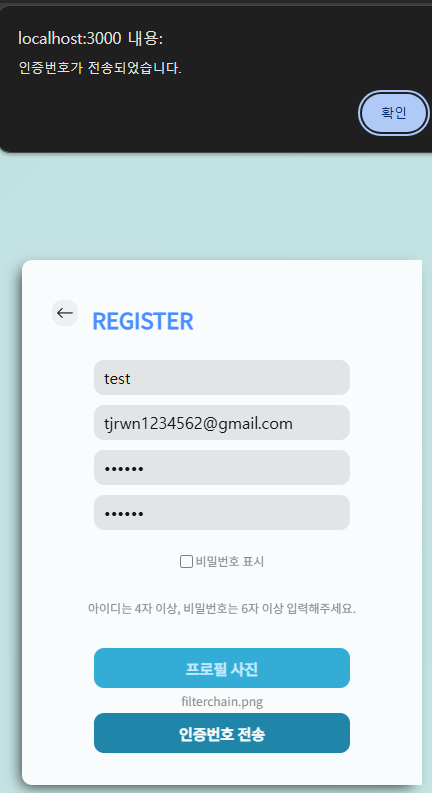 localhost:3000 내용:
인증번호가 전송되었습니다.
확인
REGISTER
test
tjrwn1234562@gmail.com
••••••
••••••
비밀번호 표시
아이디는 4자 이상, 비밀번호는 6자 이상 입력해주세요.
프로필 사진
filterchain.png
인증번호 전송